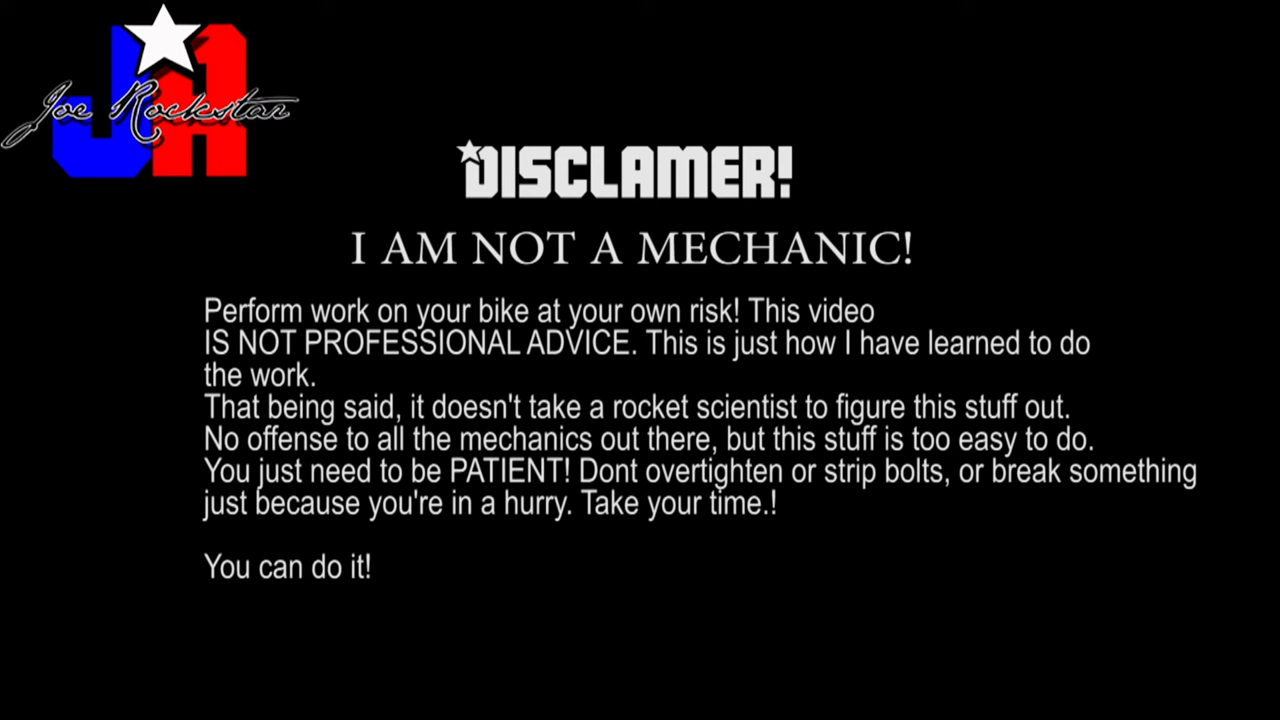 JR
Joe Rockstar
DISCLAMER!
I AM NOT A MECHANIC!
Perform work on your bike at your own risk! This video
IS NOT PROFESSIONAL ADVICE. This is just how I have learned to do
the work.
That being said, it doesn't take a rocket scientist to figure this stuff out.
No offense to all the mechanics out there, but this stuff is too easy to do.
You just need to be PATIENT! Dont overtighten or strip bolts, or break something
just because you're in a hurry. Take your time.!
You can do it!